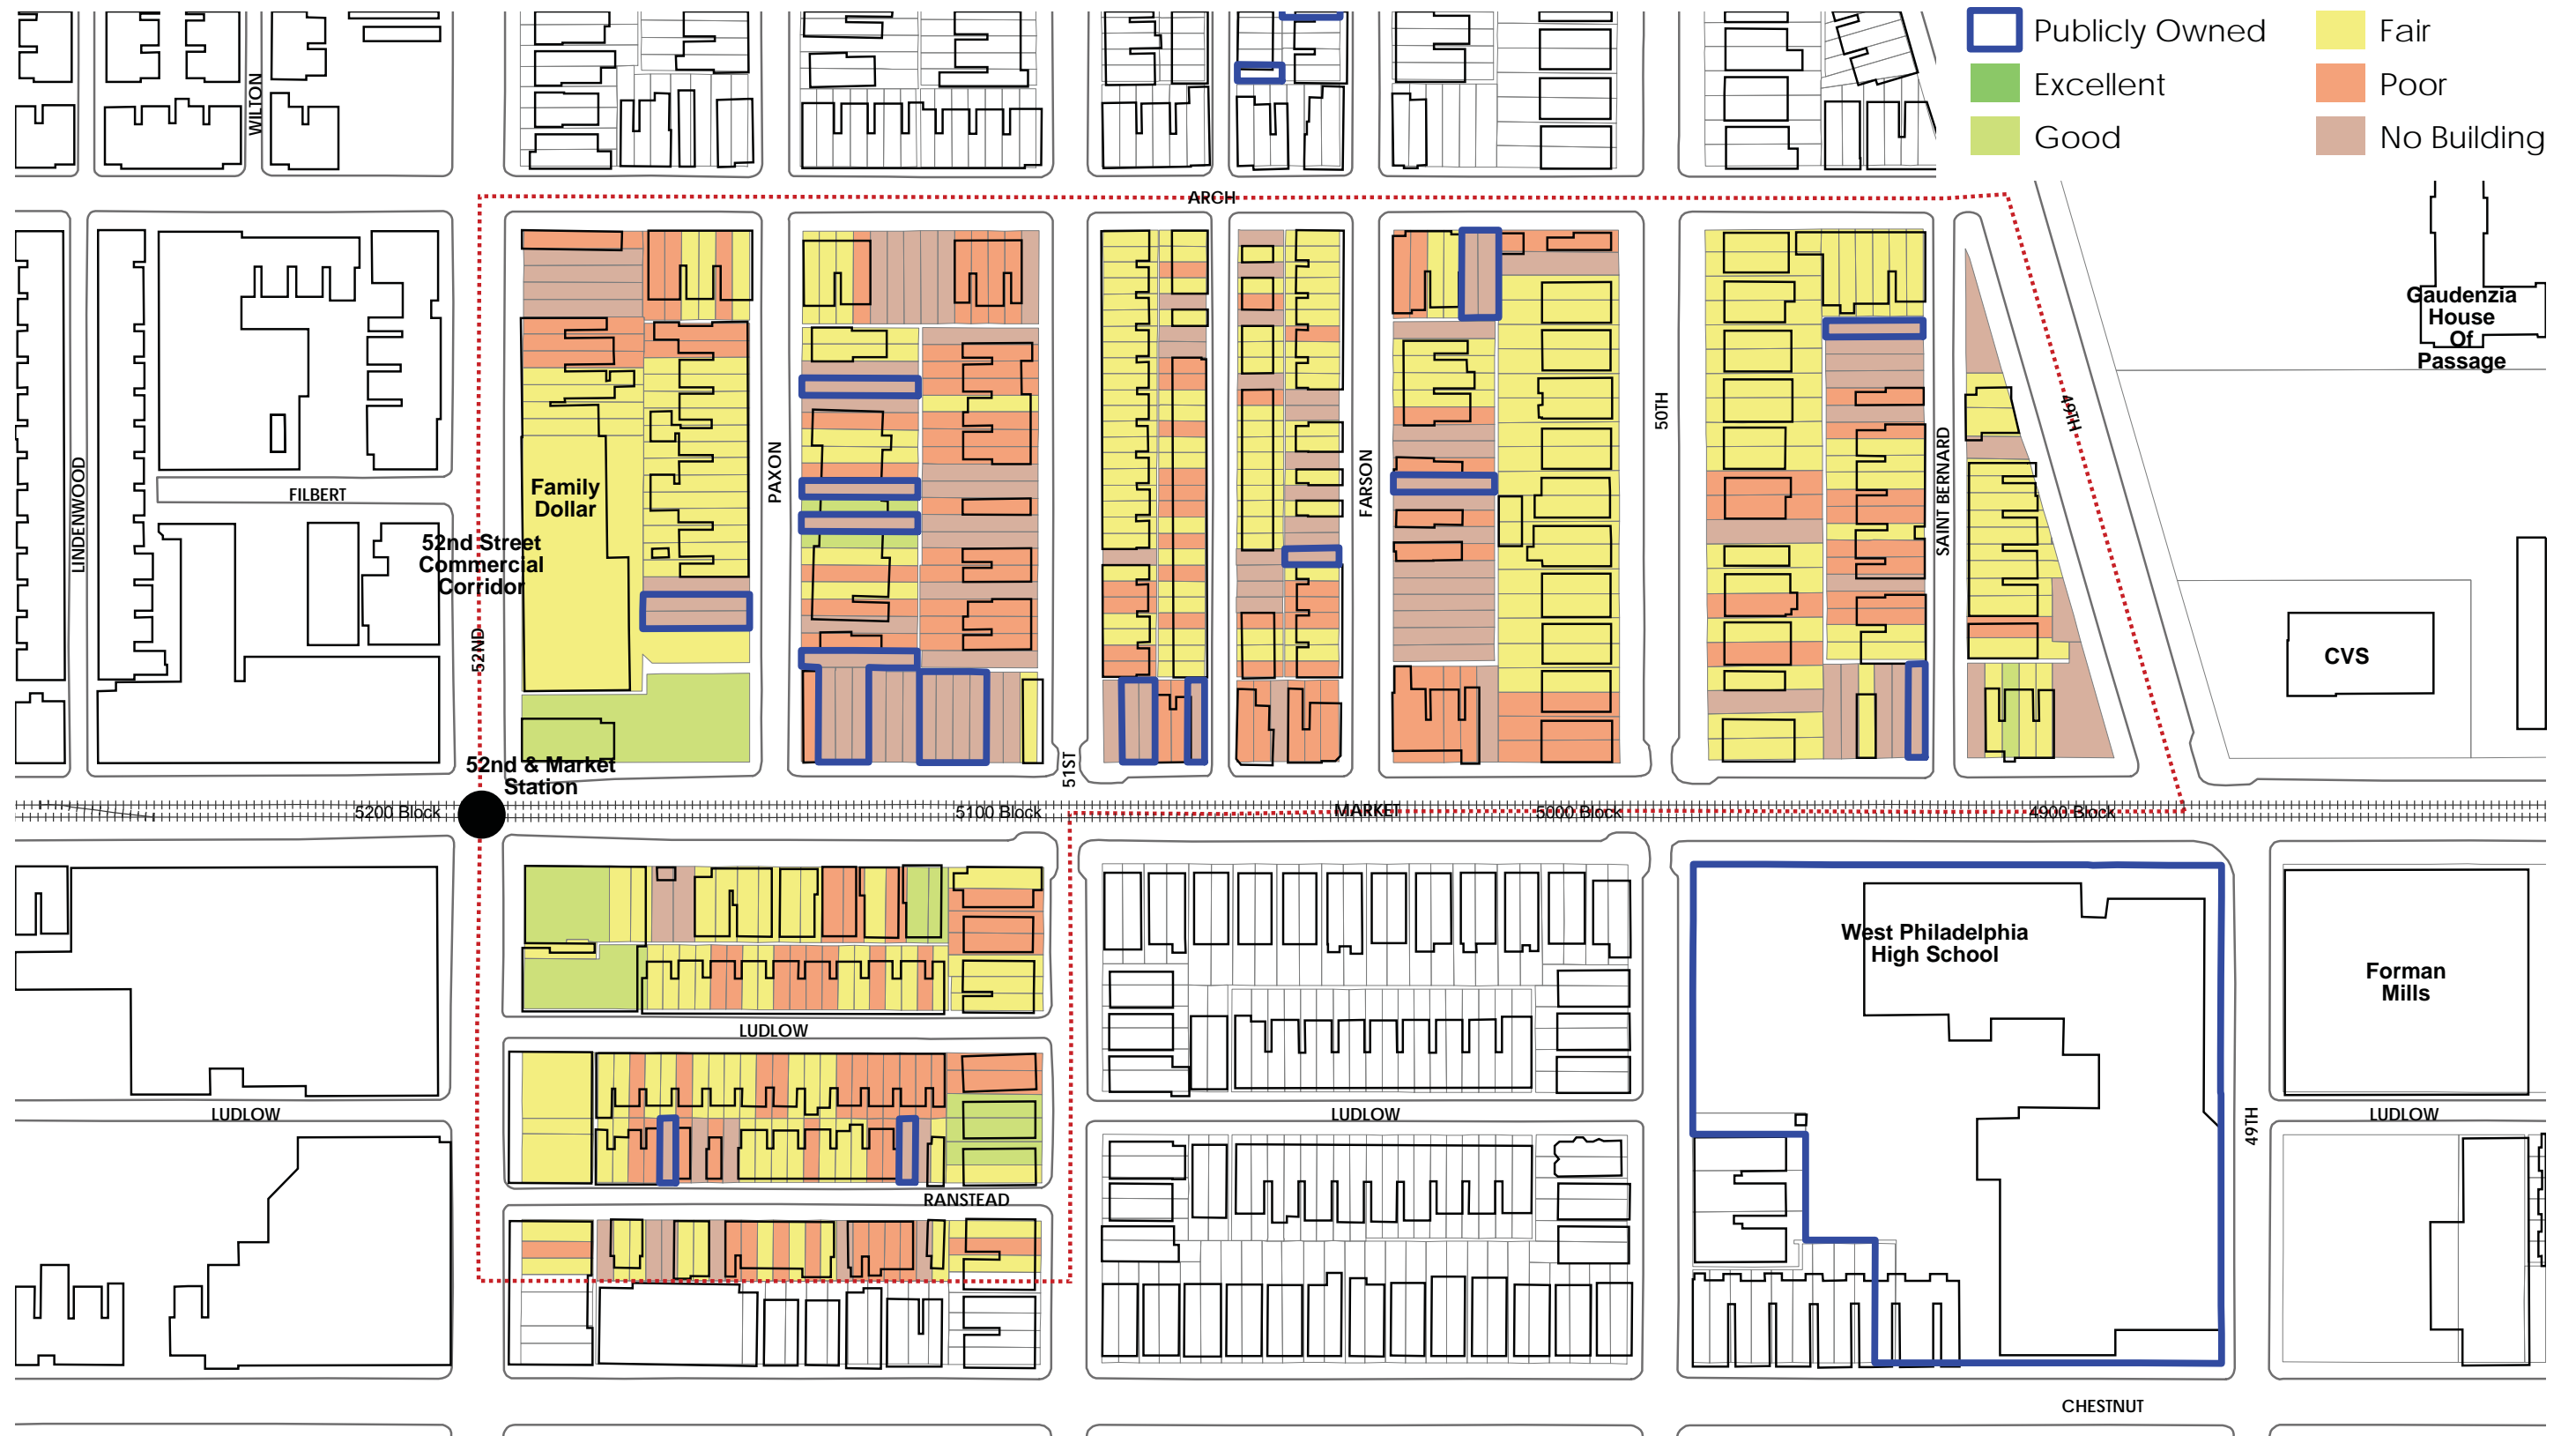 Publicly Owned
Fair
Excellent
Poor
Good
No Building
WILTON
ARCH
Gaudenzia
House
Of
Passage
49TH
50TH
PAXON
FARSON
SAINT BERNARD
LINDENWOOD
FILBERT
Family
Dollar
52nd Street
Commercial
Corridor
52ND
CVS
51ST
52nd & Market
Station
5200 Block
5100 Block
MARKET
5000 Block
4900 Block
West Philadelphia
High School
Forman
Mills
LUDLOW
LUDLOW
LUDLOW
LUDLOW
49TH
RANSTEAD
CHESTNUT